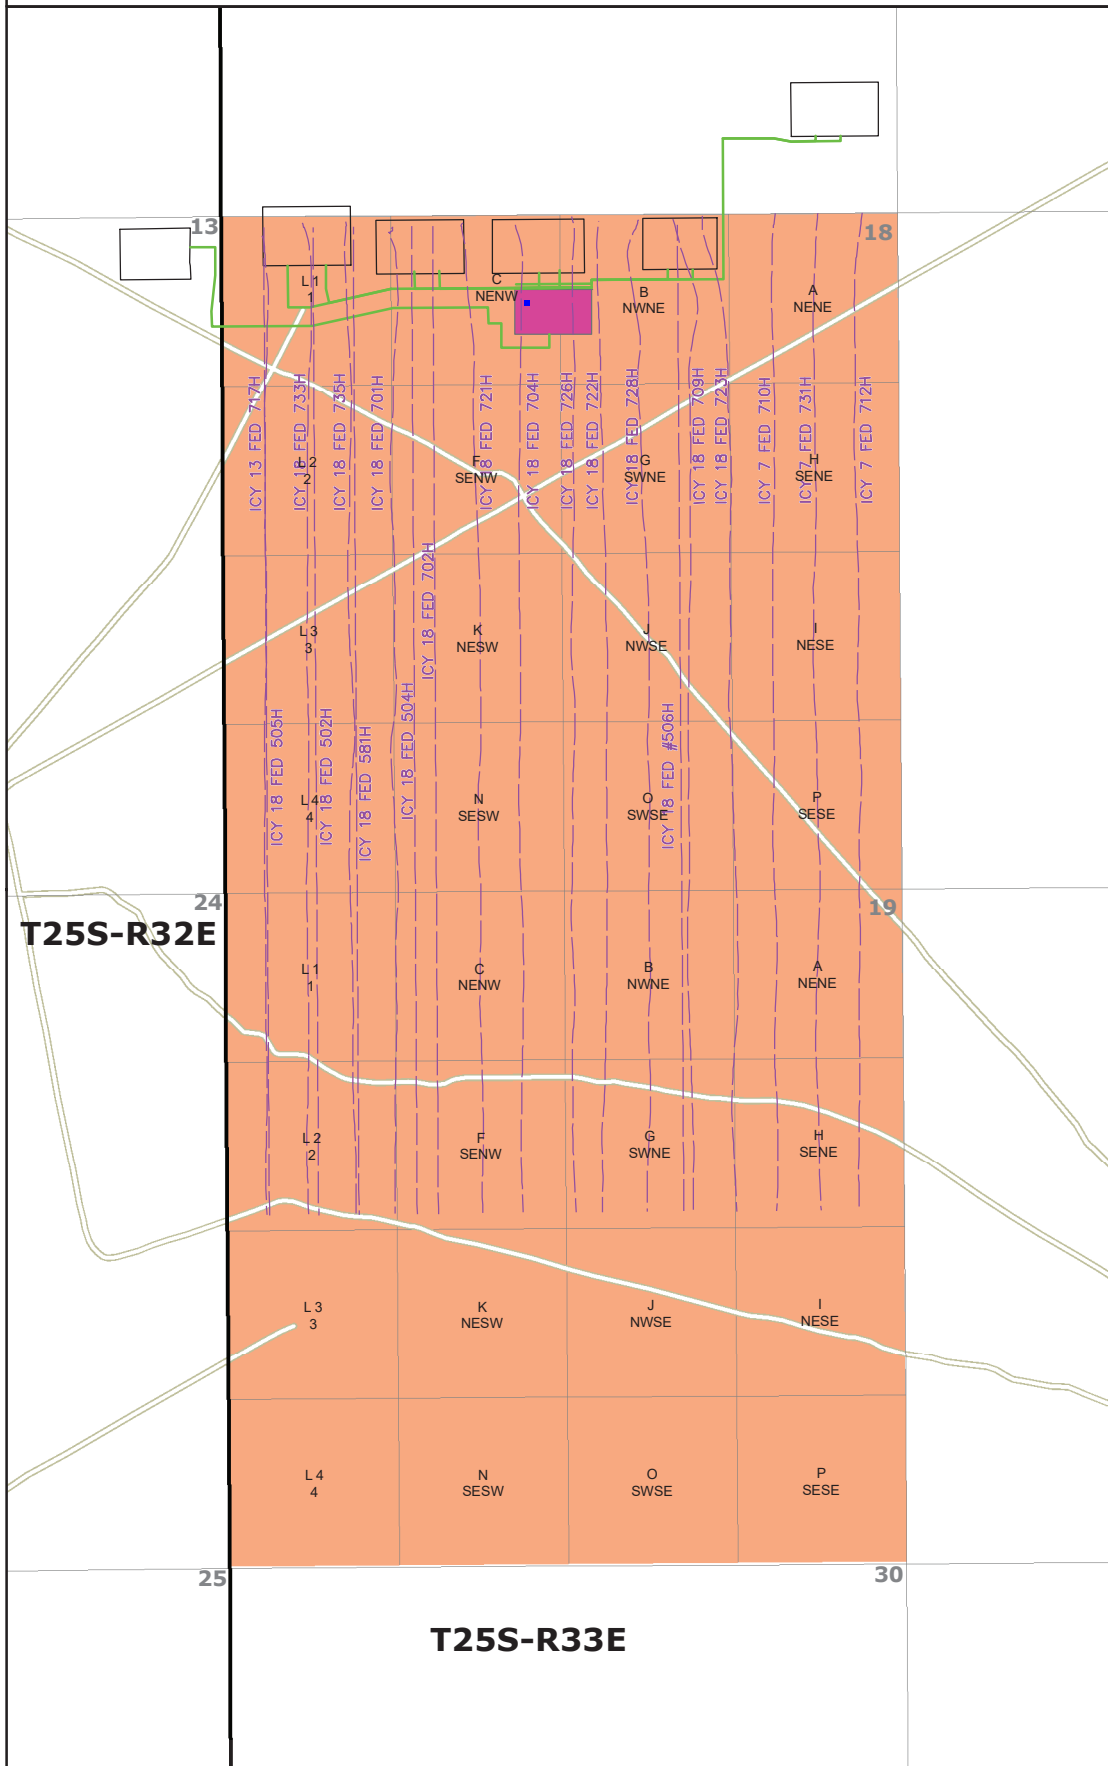 13
18
L 1
1
C
NENW
B
NWNE
A
NENE
ICY 13 FED 717H
ICY 18 FED 733H
ICY 18 FED 735H
ICY 18 FED 701H
ICY 18 FED 721H
ICY 18 FED 704H
ICY 18 FED 726H
ICY 18 FED 722H
ICY 18 FED 728H
ICY 18 FED 709H
ICY 18 FED 723H
ICY 7 FED 710H
ICY 7 FED 731H
ICY 7 FED 712H
L 2
2
F
SENW
G
SWNE
H
SENE
ICY 18 FED 702H
L 3
3
K
NESW
J
NWSE
I
NESE
ICY 18 FED 505H
ICY 18 FED 502H
ICY 18 FED 581H
ICY 18 FED 504H
ICY 18 FED #506H
L 4
4
N
SESW
O
SWSE
P
SESE
24
19
T25S-R32E
L 1
1
C
NENW
B
NWNE
A
NENE
L 2
2
F
SENW
G
SWNE
H
SENE
L 3
3
K
NESW
J
NWSE
I
NESE
L 4
4
N
SESW
O
SWSE
P
SESE
25
30
T25S-R33E